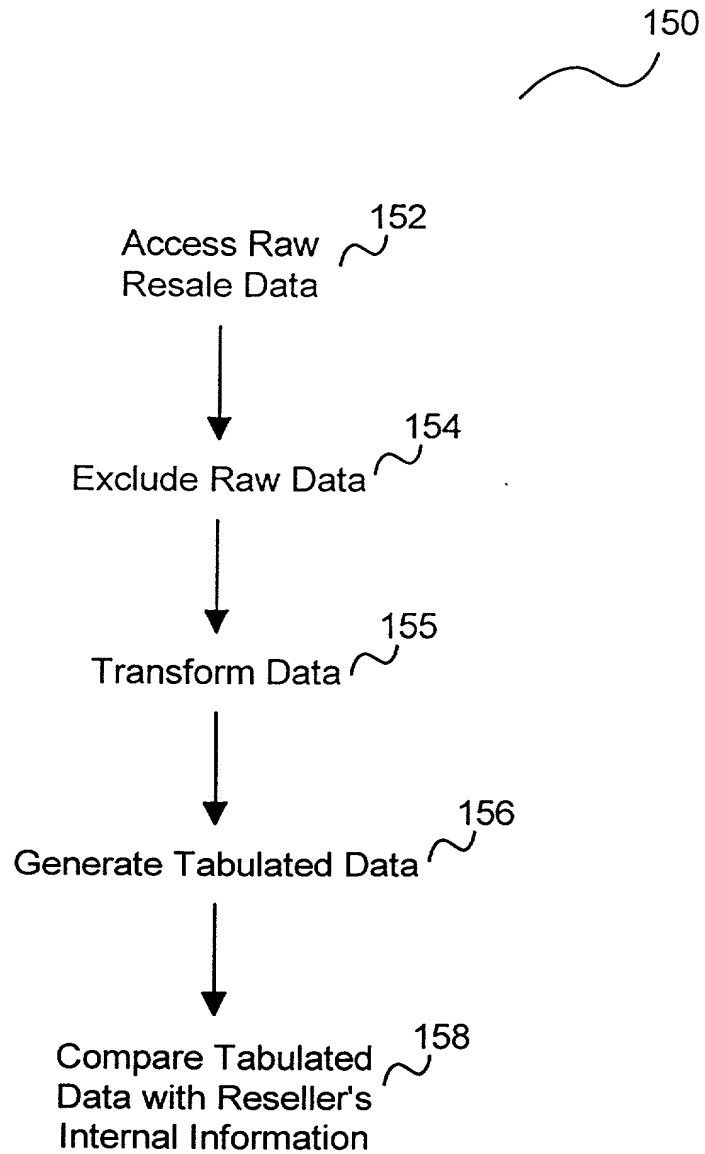 150
152
Access Raw
Resale Data
154
Exclude Raw Data
155
Transform Data
156
Generate Tabulated Data
158
Compare Tabulated
Data with Reseller's
Internal Information